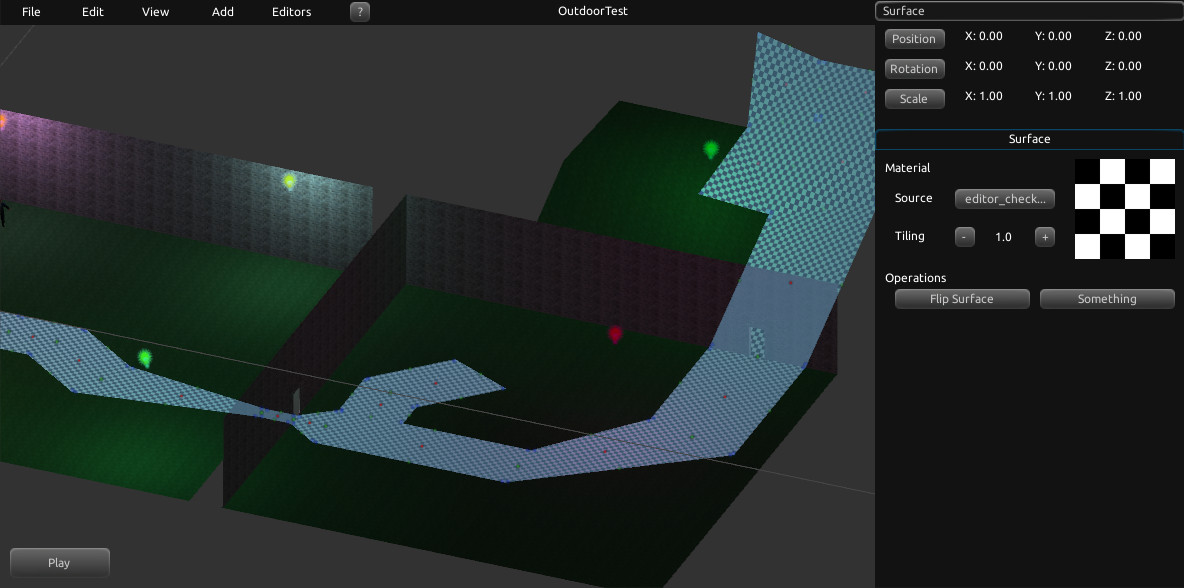 File Edit View Add Editors ? OutdoorTest Surface
Position X: 0.00 Y: 0.00 Z: 0.00
Rotation X: 0.00 Y: 0.00 Z: 0.00
Scale X: 1.00 Y: 1.00 Z: 1.00
Surface
Material
Source editor_check...
Tiling - 1.0 +
Operations
Flip Surface Something
Play